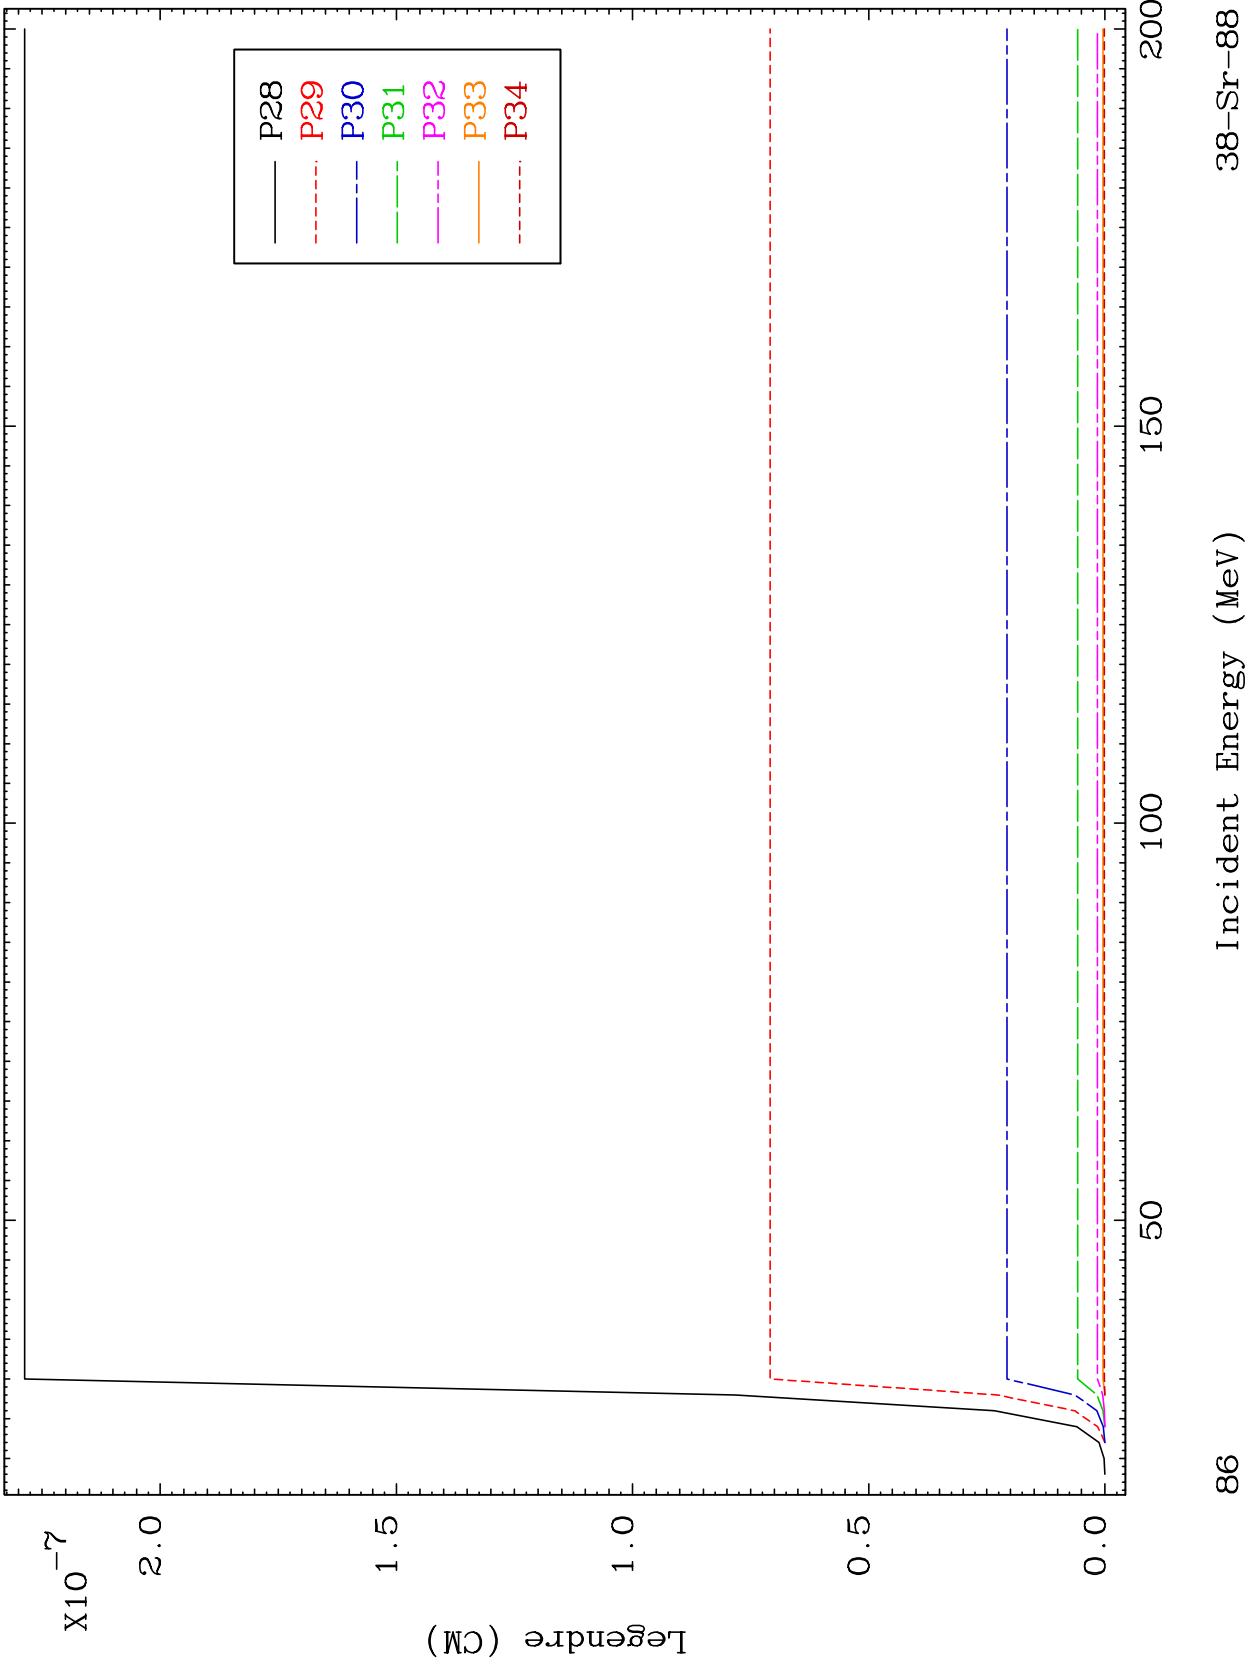 X10-7
2.0
1.5
1.0
0.5
0.0
Legendre (CM)
P28
P29
P30
P31
P32
P33
P34
50
100
150
200
Incident Energy (MeV)
86
38-Sr-88